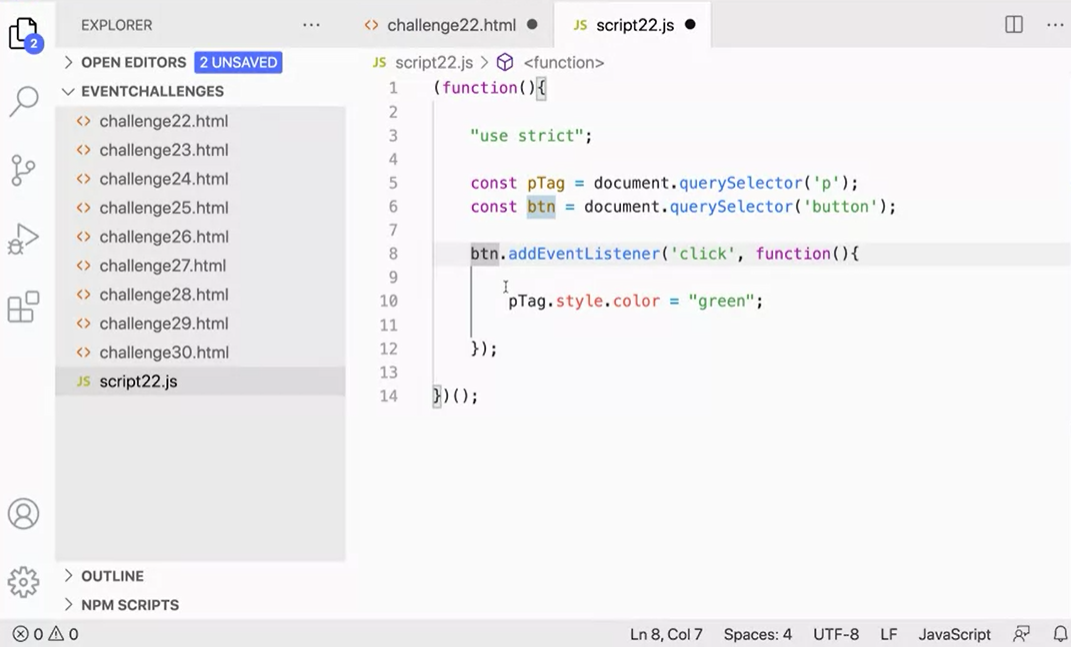 2
EXPLORER
OPEN EDITORS 2 UNSAVED
EVENTCHALLENGES
<> challenge22.html
<> challenge23.html
<> challenge24.html
<> challenge25.html
<> challenge26.html
<> challenge27.html
<> challenge28.html
<> challenge29.html
<> challenge30.html
JS script22.js
OUTLINE
NPM SCRIPTS
<> challenge22.html JS script22.js
JS script22.js > <function>
1 (function(){
2
3 "use strict";
4
5 const pTag = document.querySelector('p');
6 const btn = document.querySelector('button');
7
8 btn.addEventListener('click', function(){
9
10 pTag.style.color = "green";
11
12 });
13
14 })();
0 0 Ln 8, Col 7 Spaces: 4 UTF-8 LF JavaScript